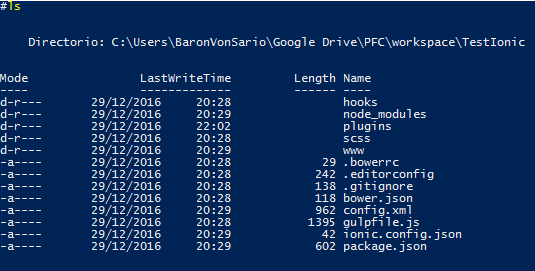 #ls
Directorio: C:\Users\BaronVonSario\Google Drive\PFC\workspace\TestIonic
Mode LastWriteTime Length Name
---- ------------- ------ ----
d-r--- 29/12/2016 20:28 hooks
d-r--- 29/12/2016 20:29 node_modules
d-r--- 29/12/2016 22:02 plugins
d-r--- 29/12/2016 20:28 scss
d-r--- 29/12/2016 20:29 www
-a---- 29/12/2016 20:28 29 .bowerrc
-a---- 29/12/2016 20:28 242 .editorconfig
-a---- 29/12/2016 20:28 138 .gitignore
-a---- 29/12/2016 20:28 118 bower.json
-a---- 29/12/2016 20:29 962 config.xml
-a---- 29/12/2016 20:28 1395 gulpfile.js
-a---- 29/12/2016 20:29 42 ionic.config.json
-a---- 29/12/2016 20:29 602 package.json